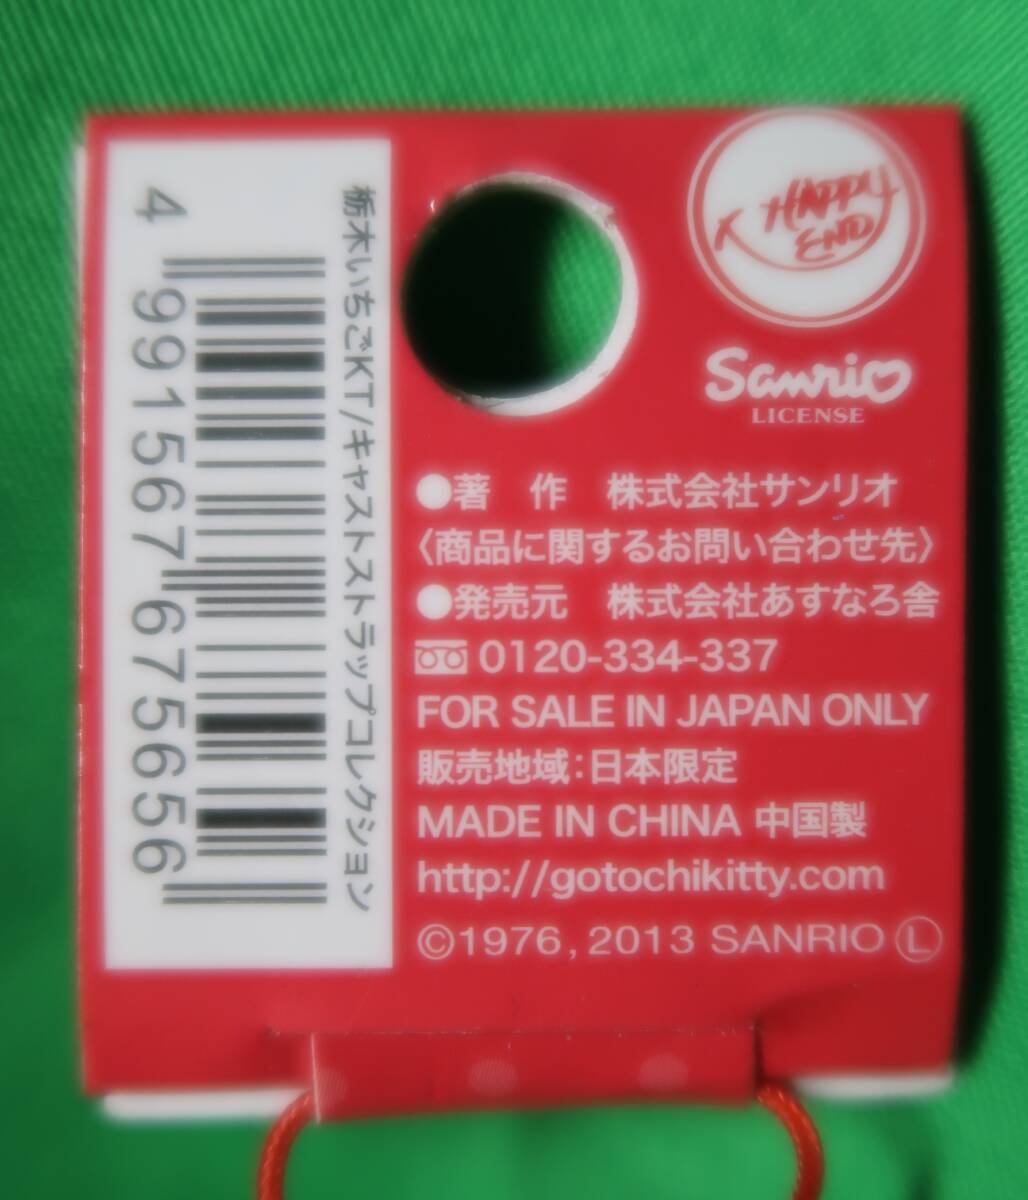 栃木いちごKT/キャストストラップコレクション
4 991567 675656
HAPPY
END
Sanrio
LICENSE
●著 作 株式会社サンリオ
〈商品に関するお問い合わせ先〉
●発売元 株式会社あすなろ舎
0120-334-337
FOR SALE IN JAPAN ONLY
販売地域:日本限定
MADE IN CHINA 中国製
http://gotochikitty.com
©1976, 2013 SANRIO Ⓛ